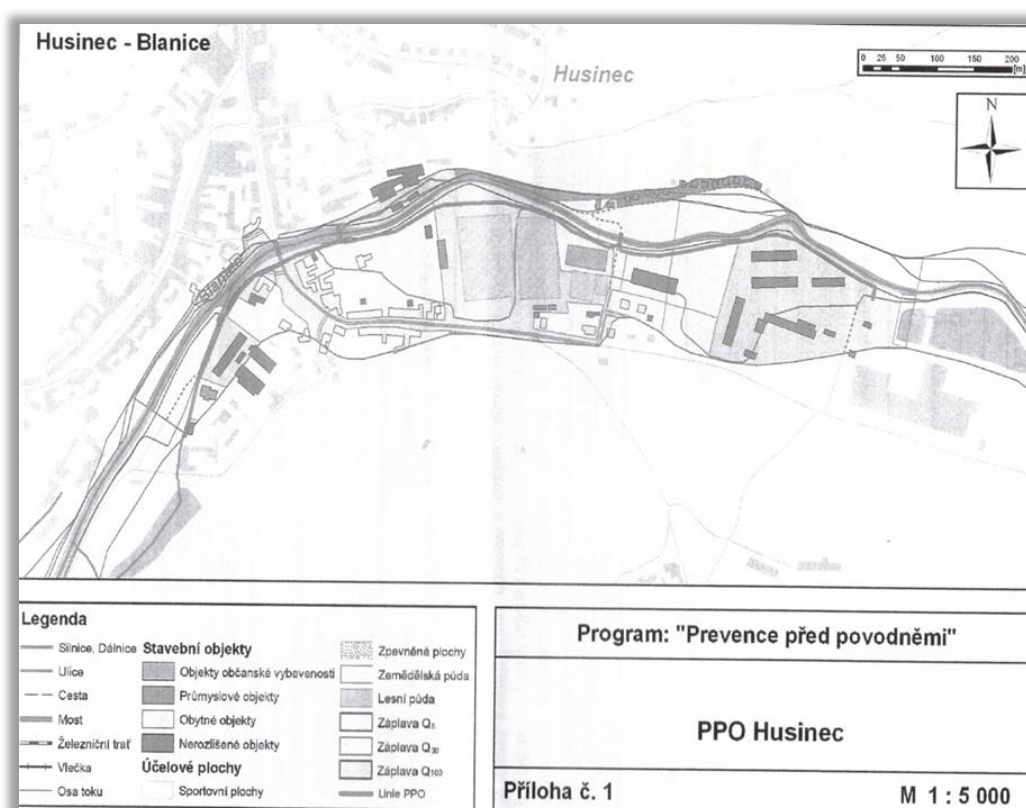 Husinec - Blanice
Husinec
0 25 50 100 150 200
[m]
N
Legenda
Silnice, Dálnice
Ulice
Cesta
Most
Železniční trať
Vlečka
Osa toku
Stavební objekty
Objekty občanské vybavenosti
Průmyslové objekty
Obytné objekty
Nerozlišené objekty
Účelové plochy
Sportovní plochy
Zpevněné plochy
Zemědělská půda
Lesní půda
Záplava Q₅
Záplava Q₂₀
Záplava Q₁₀₀
Linie PPO
Program: "Prevence před povodněmi"
PPO Husinec
Příloha č. 1
M 1 : 5 000